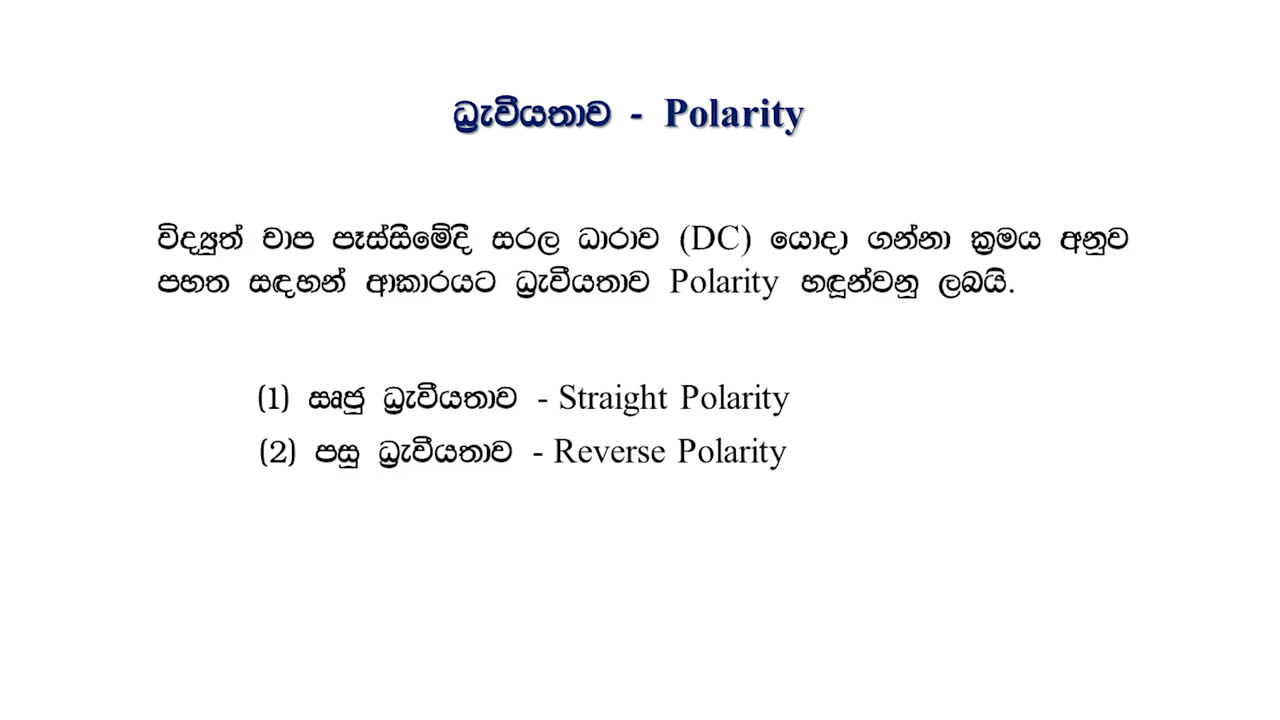 ධ්‍රැවීයතාව - Polarity
විද්‍යුත් චාප පෑස්සීමේදී සරල ධාරාව (DC) යොදා ගන්නා ක්‍රමය අනුව
පහත සඳහන් ආකාරයට ධ්‍රැවීයතාව Polarity හඳූන්වනු ලබයි.
(1) සෘජු ධ්‍රැවීයතාව - Straight Polarity
(2) පසු ධ්‍රැවීයතාව - Reverse Polarity